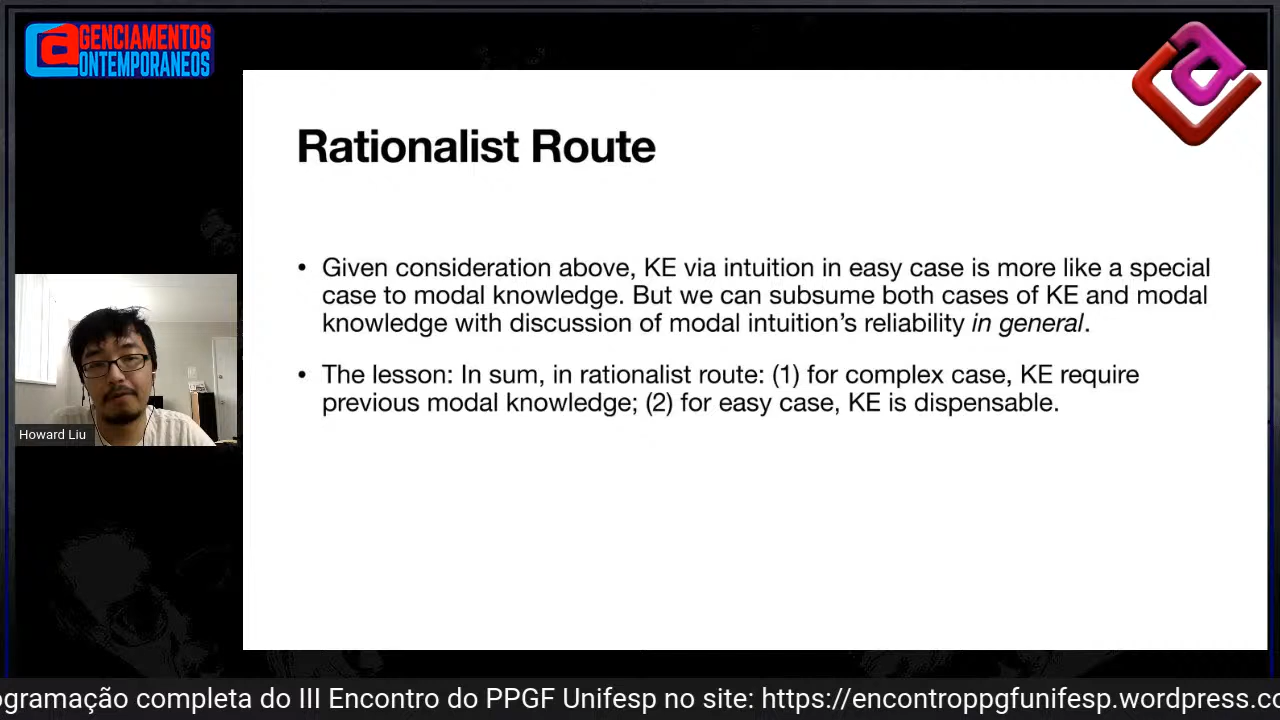 AGENCIAMENTOS
CONTEMPORANEOS
Rationalist Route
• Given consideration above, KE via intuition in easy case is more like a special
case to modal knowledge. But we can subsume both cases of KE and modal
knowledge with discussion of modal intuition's reliability in general.
• The lesson: In sum, in rationalist route: (1) for complex case, KE require
previous modal knowledge; (2) for easy case, KE is dispensable.
Howard Liu
ogramação completa do III Encontro do PPGF Unifesp no site: https://encontroppgfunifesp.wordpress.co